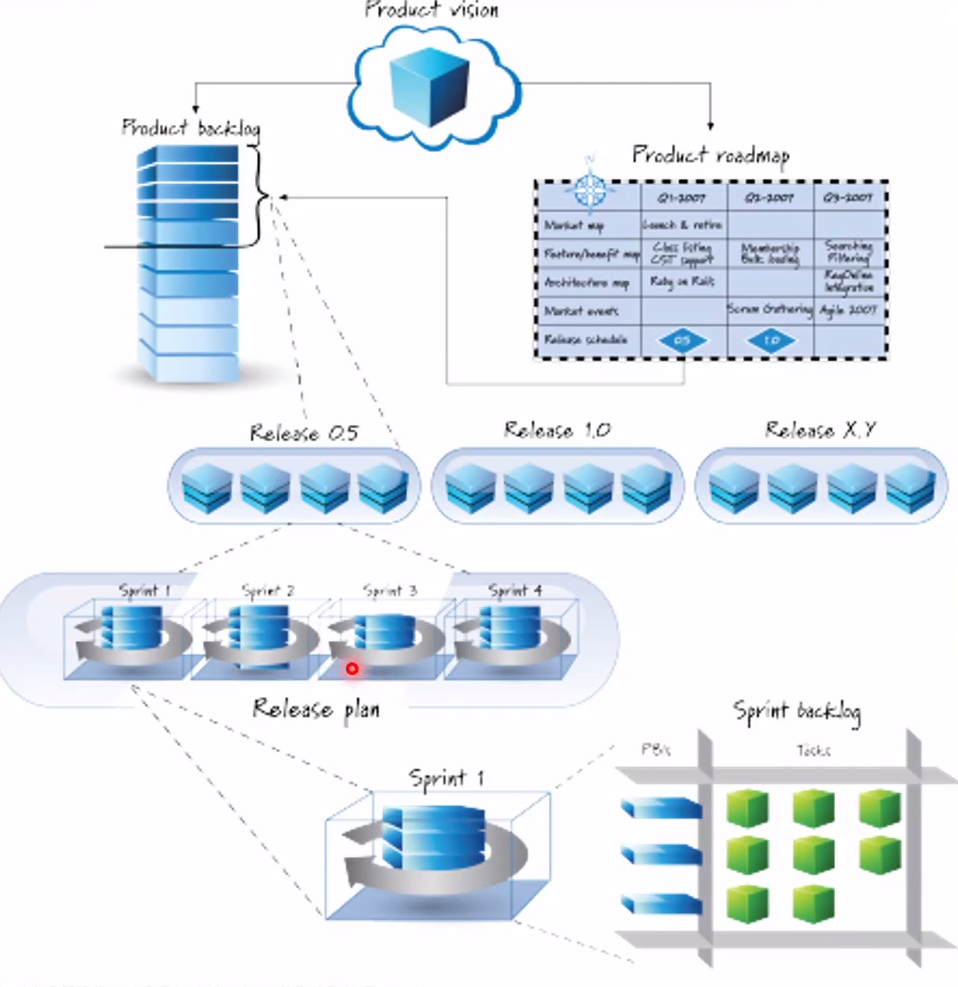 Product vision
Product backlog
Product roadmap
N
Q1-2007 Q2-2007 Q3-2007
Market map Launch & retire
Feature/benefit map Class listing Membership Searching
CST support Bulk loading Filtering
Architecture map Ruby on Rails RegOnline
Integration
Market events Scrum Gathering Agile 2007
Release schedule 0.5 1.0
Release 0.5 Release 1.0 Release X.Y
Sprint 1 Sprint 2 Sprint 3 Sprint 4
Release plan
Sprint backlog
PBIs Tasks
Sprint 1